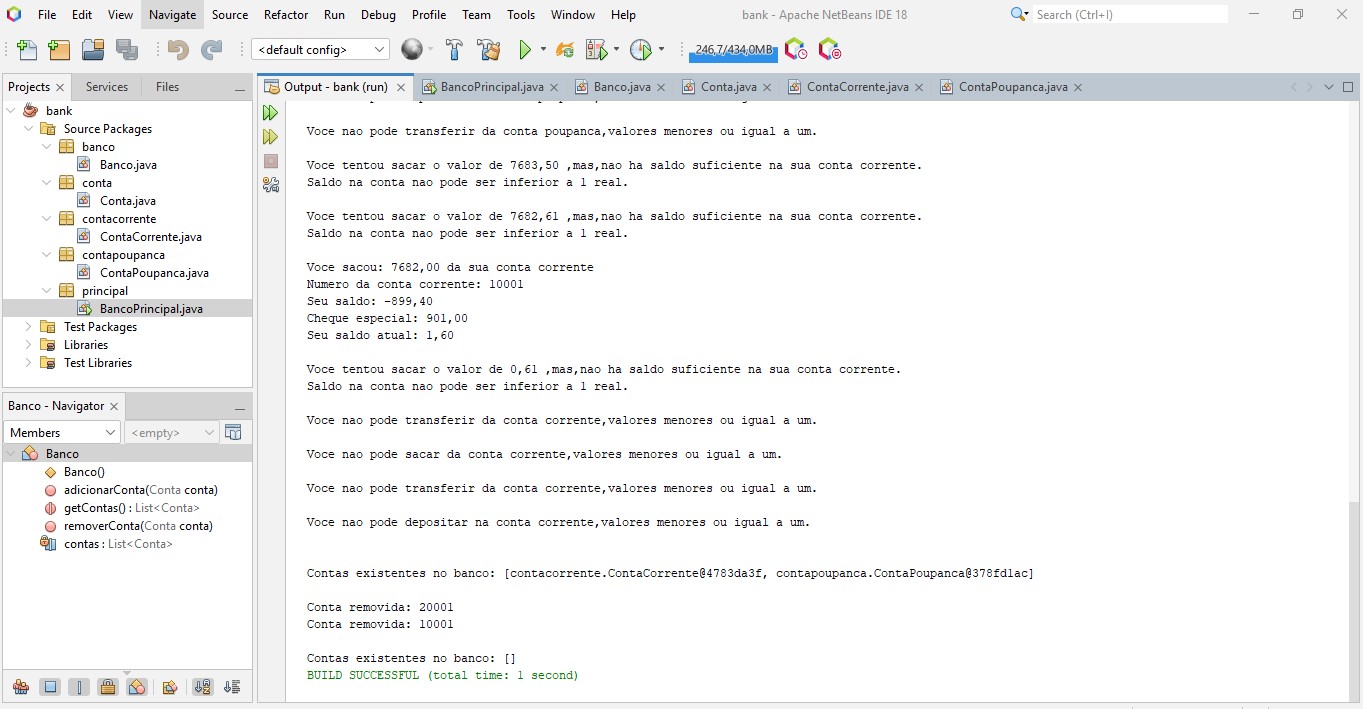 File Edit View Navigate Source Refactor Run Debug Profile Team Tools Window Help bank - Apache NetBeans IDE 18 Search (Ctrl+I)
<default config> 246,7/434,0MB
Projects Services Files
Output - bank (run) BancoPrincipal.java Banco.java Conta.java ContaCorrente.java ContaPoupanca.java
bank
Source Packages
banco
Banco.java
conta
Conta.java
contacorrente
ContaCorrente.java
contapoupanca
ContaPoupanca.java
principal
BancoPrincipal.java
Test Packages
Libraries
Test Libraries
Banco - Navigator
Members <empty>
Banco
Banco()
adicionarConta(Conta conta)
getContas() : List<Conta>
removerConta(Conta conta)
contas : List<Conta>
Voce nao pode transferir da conta poupanca,valores menores ou igual a um.
Voce tentou sacar o valor de 7683,50 ,mas,nao ha saldo suficiente na sua conta corrente.
Saldo na conta nao pode ser inferior a 1 real.
Voce tentou sacar o valor de 7682,61 ,mas,nao ha saldo suficiente na sua conta corrente.
Saldo na conta nao pode ser inferior a 1 real.
Voce sacou: 7682,00 da sua conta corrente
Numero da conta corrente: 10001
Seu saldo: -899,40
Cheque especial: 901,00
Seu saldo atual: 1,60
Voce tentou sacar o valor de 0,61 ,mas,nao ha saldo suficiente na sua conta corrente.
Saldo na conta nao pode ser inferior a 1 real.
Voce nao pode transferir da conta corrente,valores menores ou igual a um.
Voce nao pode sacar da conta corrente,valores menores ou igual a um.
Voce nao pode transferir da conta corrente,valores menores ou igual a um.
Voce nao pode depositar na conta corrente,valores menores ou igual a um.
Contas existentes no banco: [contacorrente.ContaCorrente@4783da3f, contapoupanca.ContaPoupanca@378fd1ac]
Conta removida: 20001
Conta removida: 10001
Contas existentes no banco: []
BUILD SUCCESSFUL (total time: 1 second)